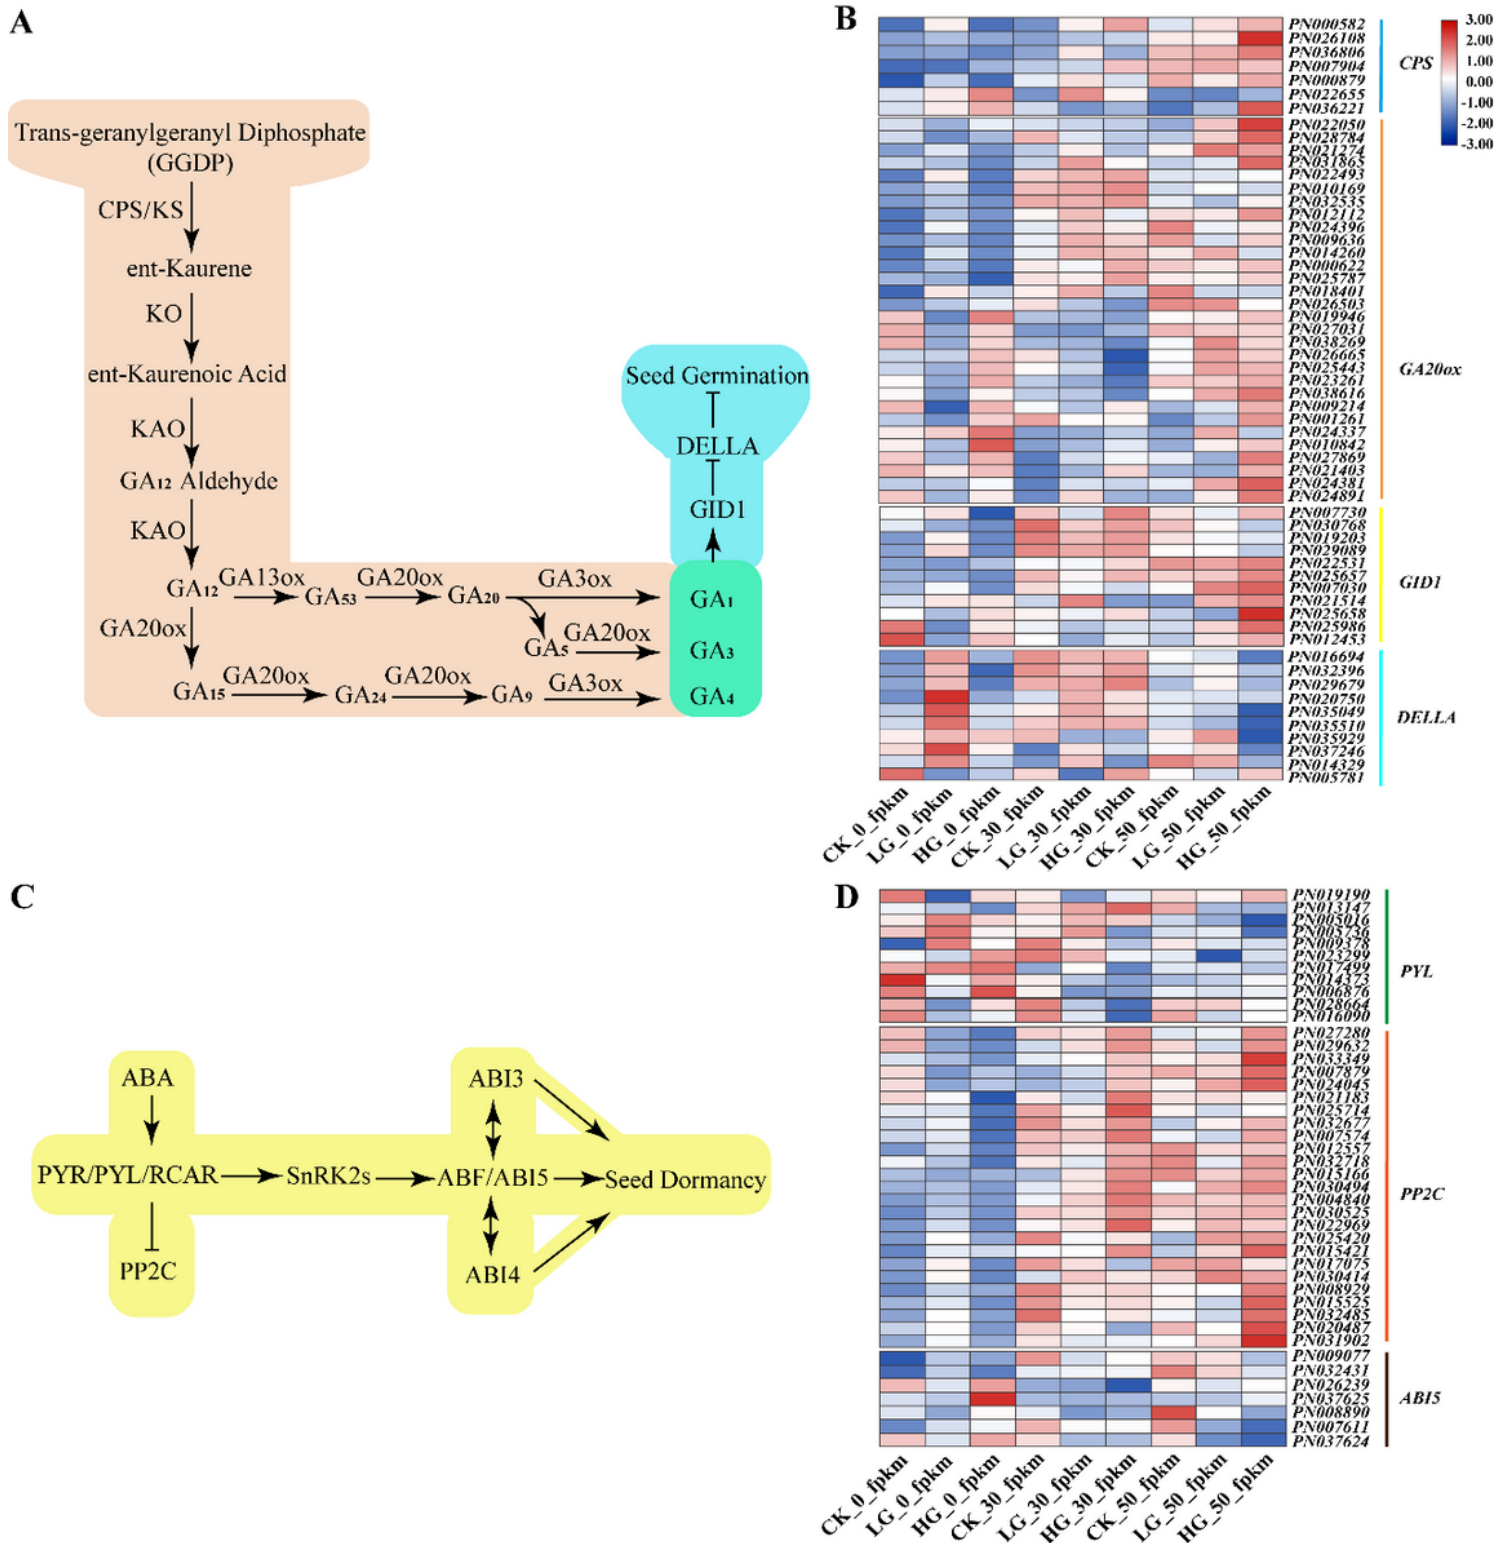 A
Trans-geranylgeranyl Diphosphate
(GGDP)
CPS/KS
ent-Kaurene
KO
ent-Kaurenoic Acid
KAO
GA12 Aldehyde
KAO
GA12
GA13ox
GA53
GA20ox
GA20
GA3ox
GA1
GA20ox
GA5
GA20ox
GA3
GA15
GA20ox
GA24
GA20ox
GA9
GA3ox
GA4
Seed Germination
DELLA
GID1
B
PN000582
PN026108
PN036806
PN007904
PN000879
PN022655
PN036221
CPS
PN022050
PN028784
PN021274
PN031865
PN022493
PN010169
PN032535
PN012112
PN024396
PN009636
PN014260
PN000622
PN025787
PN018401
PN026503
PN019946
PN027031
PN038269
PN026665
PN025443
PN023261
PN038616
PN009214
PN001261
PN024337
PN010842
PN027869
PN021403
PN024381
PN024891
GA20ox
PN007730
PN030768
PN019203
PN029089
PN022531
PN025657
PN007030
PN021514
PN025658
PN025986
PN012453
GID1
PN016694
PN032396
PN029679
PN020750
PN035049
PN035510
PN035929
PN037246
PN014329
PN005781
DELLA
3.00
2.00
1.00
0.00
-1.00
-2.00
-3.00
CK_0_fpkm
LG_0_fpkm
HG_0_fpkm
CK_30_fpkm
LG_30_fpkm
HG_30_fpkm
CK_50_fpkm
LG_50_fpkm
HG_50_fpkm
C
ABA
PYR/PYL/RCAR
PP2C
SnRK2s
ABI3
ABF/ABI5
ABI4
Seed Dormancy
D
PN019190
PN013147
PN005016
PN005736
PN009378
PN023299
PN017499
PN014373
PN006876
PN028664
PN016090
PYL
PN027280
PN029632
PN033349
PN007879
PN024045
PN021183
PN025714
PN032677
PN007574
PN012557
PN032718
PN015166
PN030494
PN004840
PN030525
PN022969
PN025420
PN015421
PN017075
PN030414
PN008929
PN015525
PN032485
PN020487
PN031902
PP2C
PN009077
PN032431
PN026239
PN037625
PN008890
PN007611
PN037624
ABI5
CK_0_fpkm
LG_0_fpkm
HG_0_fpkm
CK_30_fpkm
LG_30_fpkm
HG_30_fpkm
CK_50_fpkm
LG_50_fpkm
HG_50_fpkm